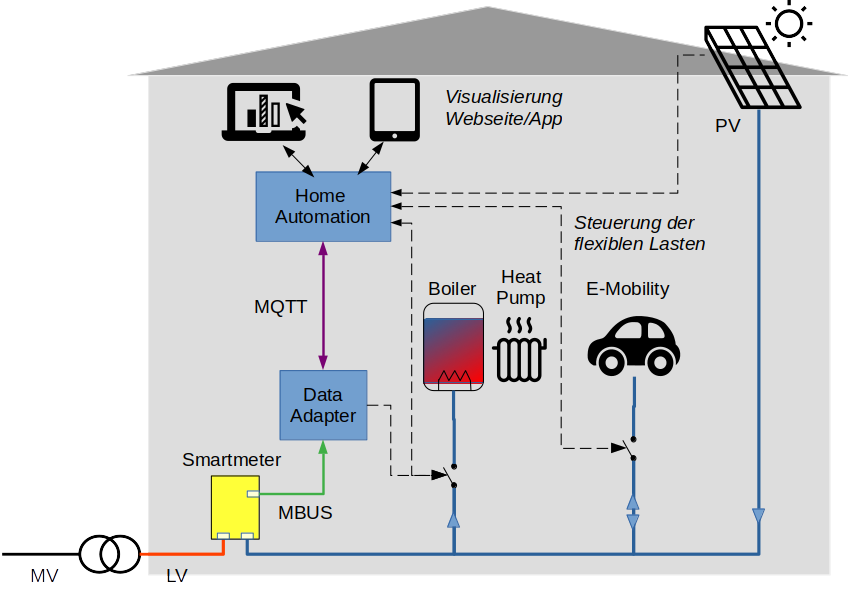 Visualisierung
Webseite/App
PV
Home
Automation
Steuerung der
flexiblen Lasten
MQTT
Boiler
Heat
Pump
E-Mobility
Data
Adapter
Smartmeter
MBUS
MV
LV